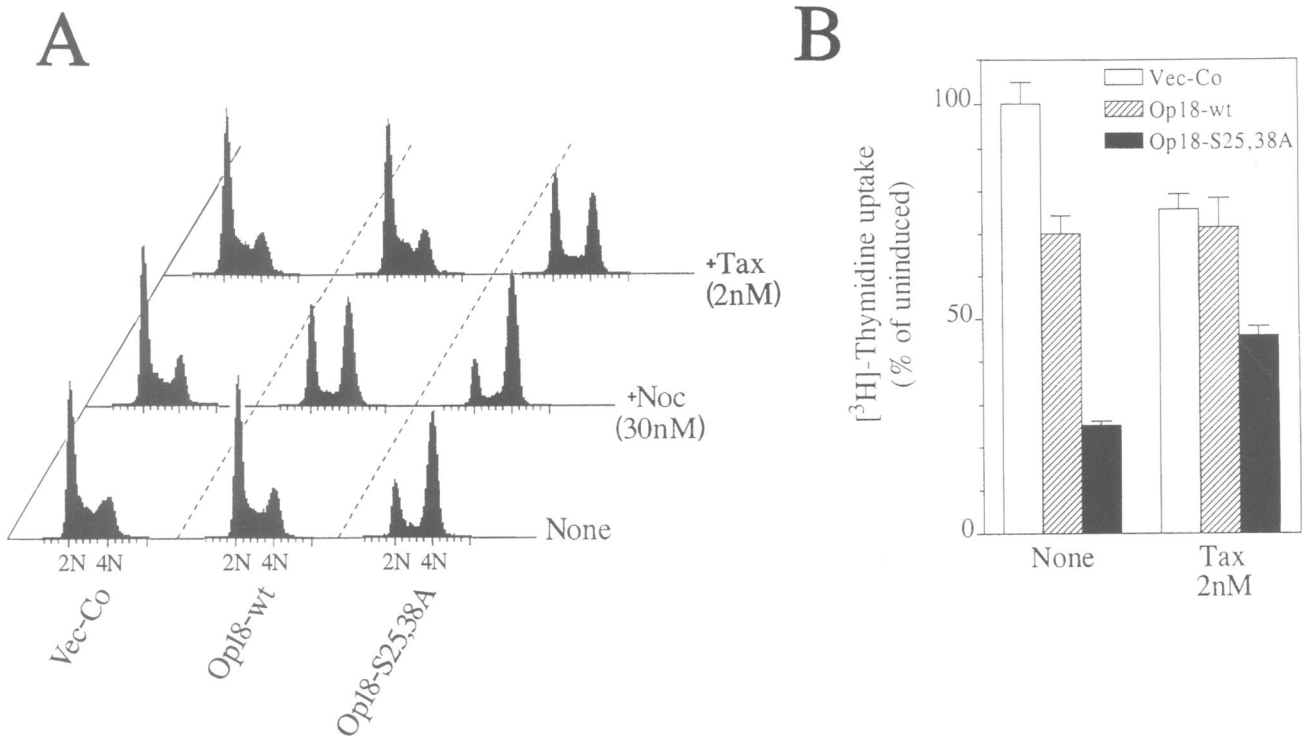 A
+Tax
(2nM)
+Noc
(30nM)
None
2N 4N
2N 4N
2N 4N
Vec-Co
Op18-wt
Op18-S25,38A
B
Vec-Co
Op18-wt
Op18-S25,38A
100
50
0
[³H]-Thymidine uptake
(% of uninduced)
None
Tax
2nM